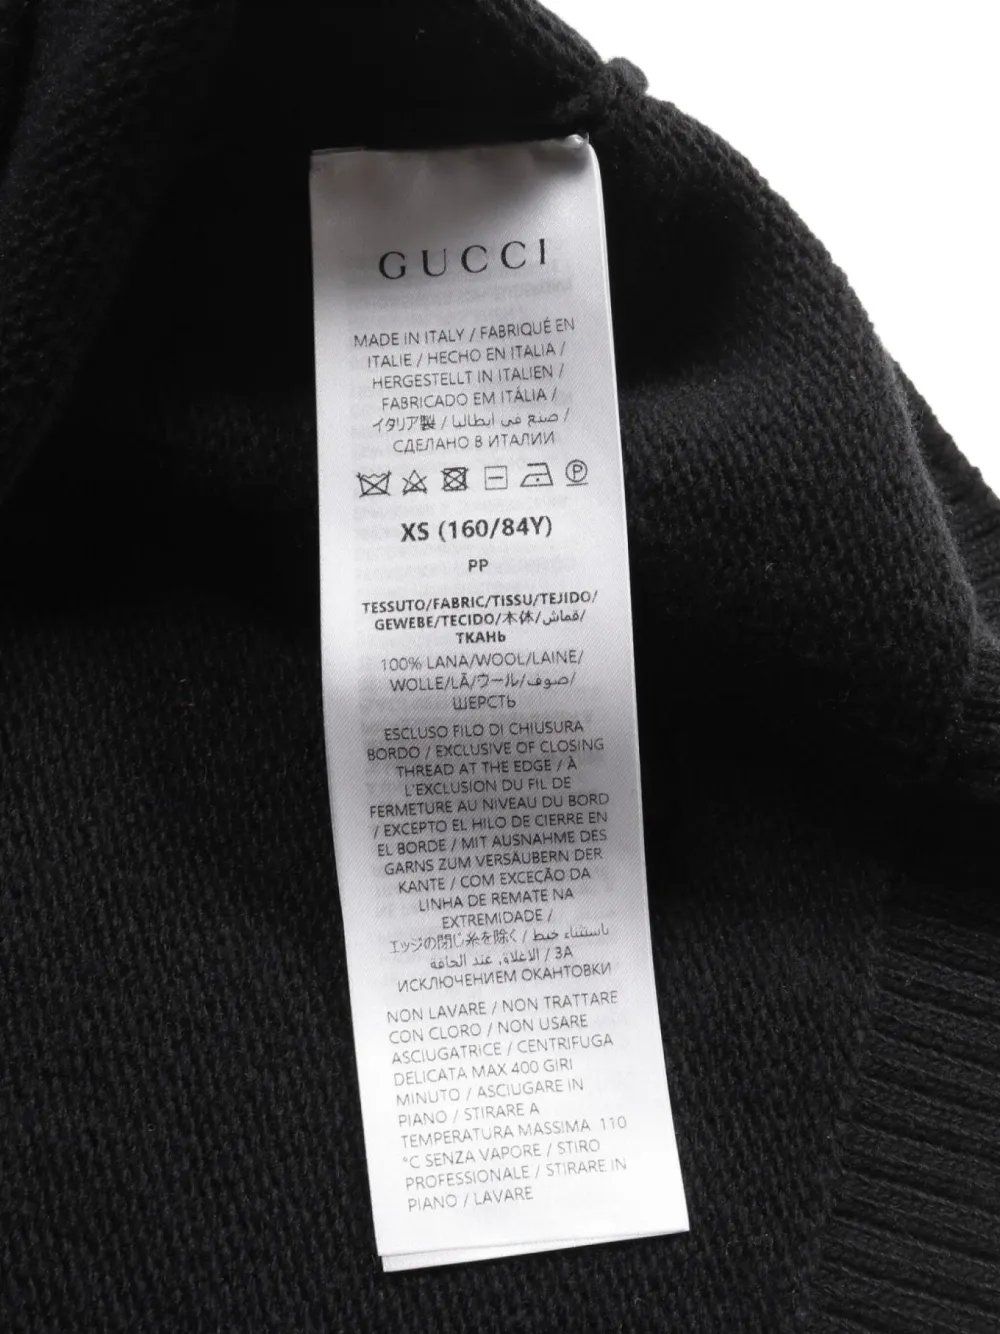 GUCCI
MADE IN ITALY / FABRIQUÉ EN
ITALIE / HECHO EN ITALIA /
HERGESTELLT IN ITALIEN /
FABRICADO EM ITÁLIA /
イタリア製 / صنع في ايطاليا /
СДЕЛАНО В ИТАЛИИ
XS (160/84Y)
PP
TESSUTO/FABRIC/TISSU/TEJIDO/
GEWEBE/TECIDO/本体/قماش/
ТКАНЬ
100% LANA/WOOL/LAINE/
WOLLE/LÃ/ウール/صوف/
ШЕРСТЬ
ESCLUSO FILO DI CHIUSURA
BORDO / EXCLUSIVE OF CLOSING
THREAD AT THE EDGE / À
L'EXCLUSION DU FIL DE
FERMETURE AU NIVEAU DU BORD
/ EXCEPTO EL HILO DE CIERRE EN
EL BORDE / MIT AUSNAHME DES
GARNS ZUM VERSÄUBERN DER
KANTE / COM EXCEÇÃO DA
LINHA DE REMATE NA
EXTREMIDADE /
エッジの閉じ糸を除く / باستثناء خيط
الاغلاق عند الحافة / ЗА
ИСКЛЮЧЕНИЕМ ОКАНТОВКИ
NON LAVARE / NON TRATTARE
CON CLORO / NON USARE
ASCIUGATRICE / CENTRIFUGA
DELICATA MAX 400 GIRI
MINUTO / ASCIUGARE IN
PIANO / STIRARE A
TEMPERATURA MASSIMA 110
°C SENZA VAPORE / STIRO
PROFESSIONALE / STIRARE IN
PIANO / LAVARE